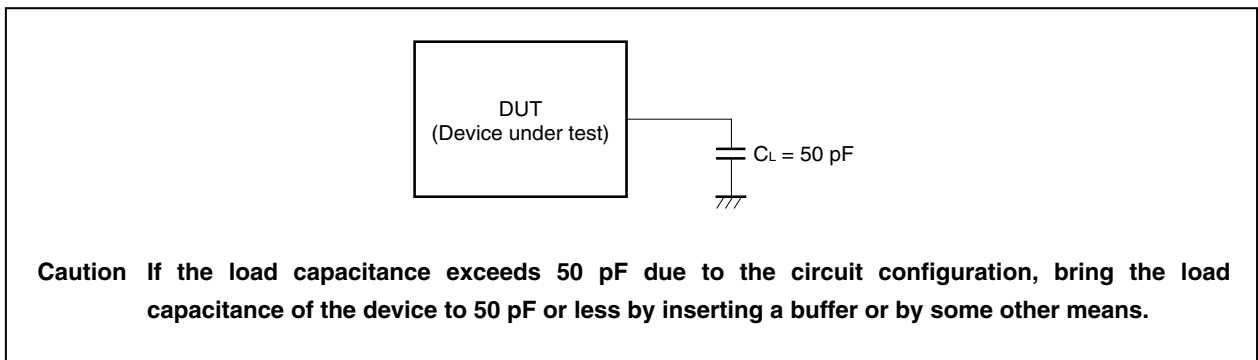 DUT
(Device under test)
CL = 50 pF
Caution If the load capacitance exceeds 50 pF due to the circuit configuration, bring the load
capacitance of the device to 50 pF or less by inserting a buffer or by some other means.